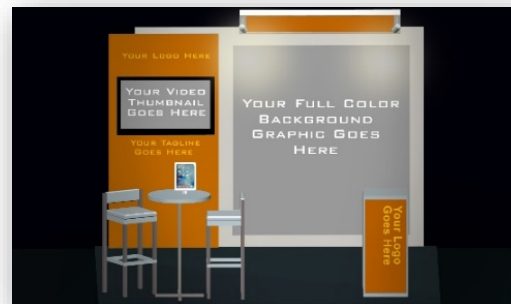 Your Logo Here
Your Video
Thumbnail
Goes Here
Your Tagline
Goes Here
Your Full Color
Background
Graphic Goes
Here
Your Logo
Goes Here